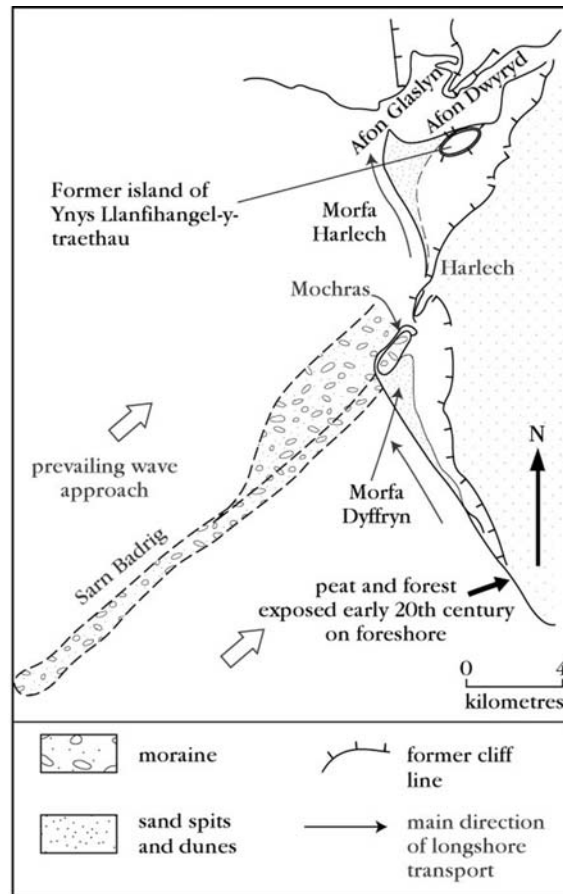 Afon Glaslyn
Afon Dwyryd
Former island of
Ynys Llanfihangel-y-
traethau
Morfa
Harlech
Harlech
Mochras
N
prevailing wave
approach
Morfa
Dyffryn
Sarn Badrig
peat and forest
exposed early 20th century
on foreshore
0 4
kilometres
moraine
former cliff
line
sand spits
and dunes
main direction
of longshore
transport